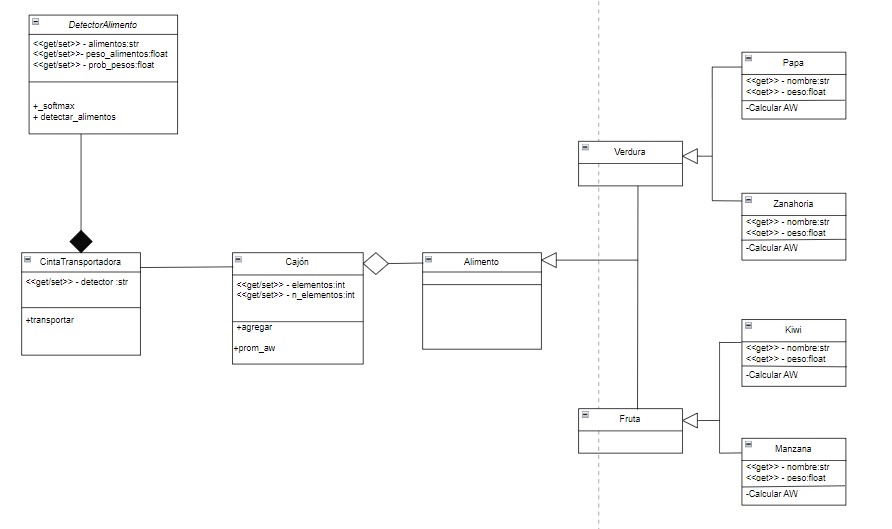 DetectorAlimento
<<get/set>> - alimentos:str
<<get/set>>- peso_alimentos:float
<<get/set>> - prob_pesos:float
+_softmax
+ detectar_alimentos
CintaTransportadora
<<get/set>> - detector :str
+transportar
Cajón
<<get/set>> - elementos:int
<<get/set>> - n_elementos:int
+agregar
+prom_aw
Alimento
Verdura
Fruta
Papa
<<get>> - nombre:str
<<get>> - peso:float
-Calcular AW
Zanahoria
<<get>> - nombre:str
<<get>> - peso:float
-Calcular AW
Kiwi
<<get>> - nombre:str
<<get>> - peso:float
-Calcular AW
Manzana
<<get>> - nombre:str
<<get>> - peso:float
-Calcular AW